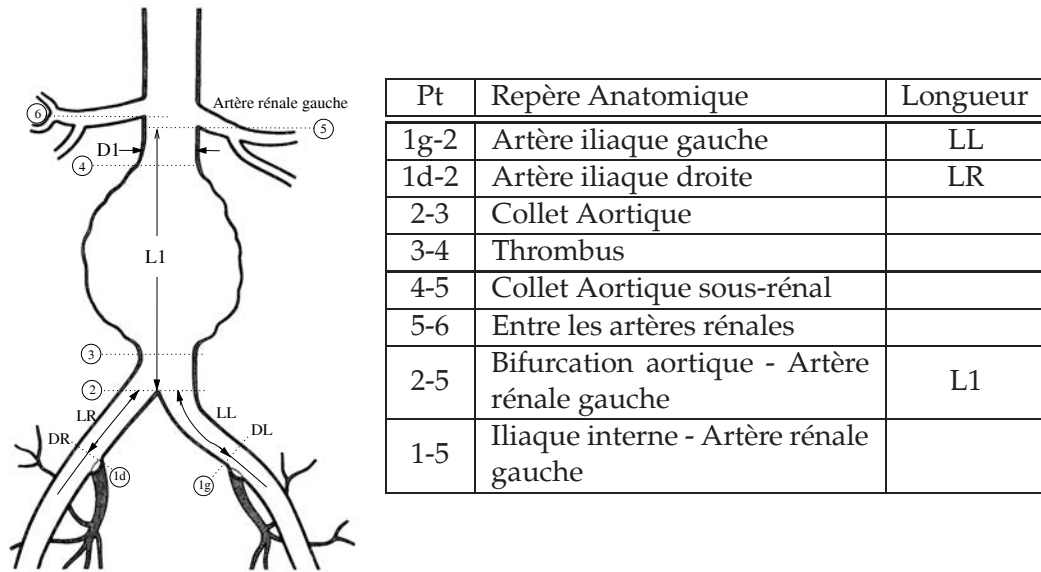 Artère rénale gauche
6
5
D1
4
L1
3
2
LR
LL
DR
DL
1d
1g
Pt Repère Anatomique Longueur
1g-2 Artère iliaque gauche LL
1d-2 Artère iliaque droite LR
2-3 Collet Aortique
3-4 Thrombus
4-5 Collet Aortique sous-rénal
5-6 Entre les artères rénales
2-5 Bifurcation aortique - Artère
rénale gauche L1
1-5 Iliaque interne - Artère rénale
gauche